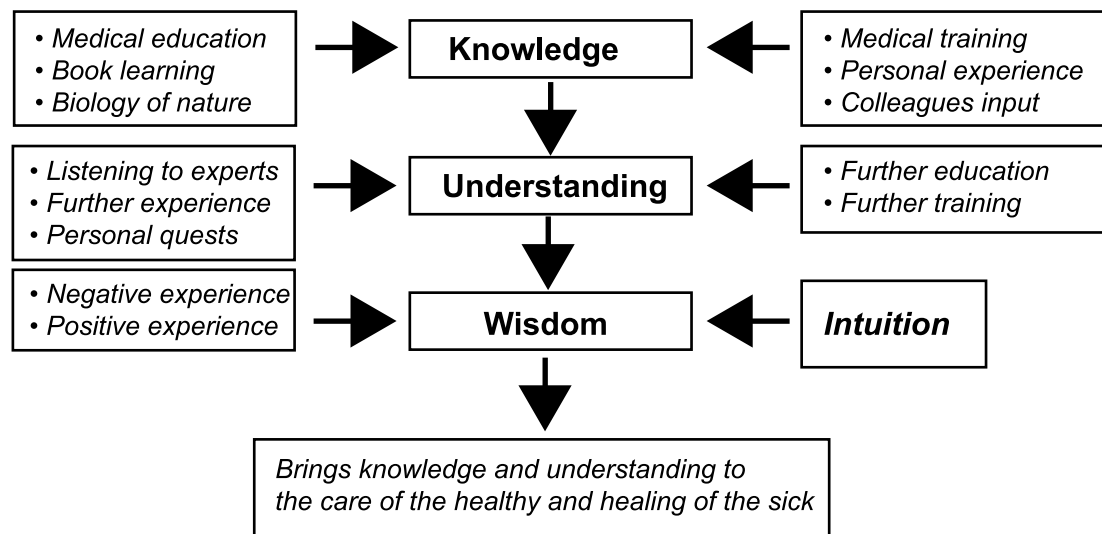 • Medical education
• Book learning
• Biology of nature
Knowledge
• Medical training
• Personal experience
• Colleagues input
• Listening to experts
• Further experience
• Personal quests
Understanding
• Further education
• Further training
• Negative experience
• Positive experience
Wisdom
Intuition
Brings knowledge and understanding to
the care of the healthy and healing of the sick